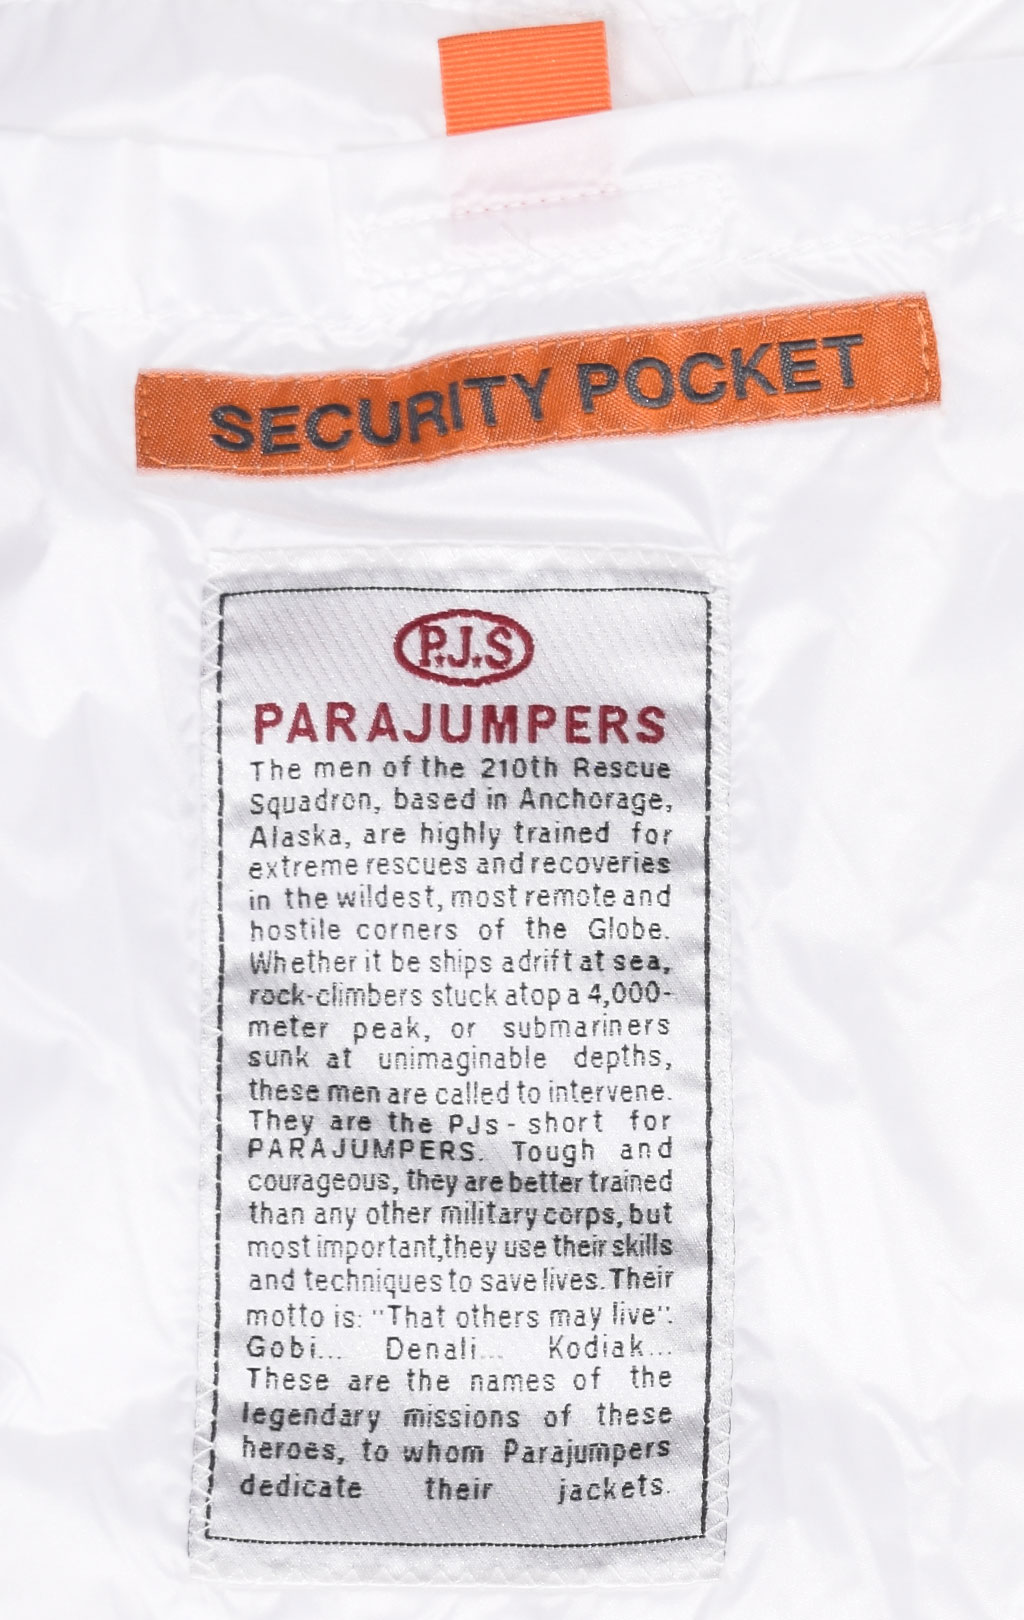 SECURITY POCKET
P.J.S
PARAJUMPERS
The men of the 210th Rescue
Squadron, based in Anchorage,
Alaska, are highly trained for
extreme rescues and recoveries
in the wildest, most remote and
hostile corners of the Globe.
Whether it be ships adrift at sea,
rock-climbers stuck atop a 4,000-
meter peak, or submariners
sunk at unimaginable depths,
these men are called to intervene.
They are the PJs - short for
PARAJUMPERS. Tough and
courageous, they are better trained
than any other military corps, but
most important,they use their skills
and techniques to save lives. Their
motto is: "That others may live".
Gobi... Denali... Kodiak...
These are the names of the
legendary missions of these
heroes, to whom Parajumpers
dedicate their jackets.